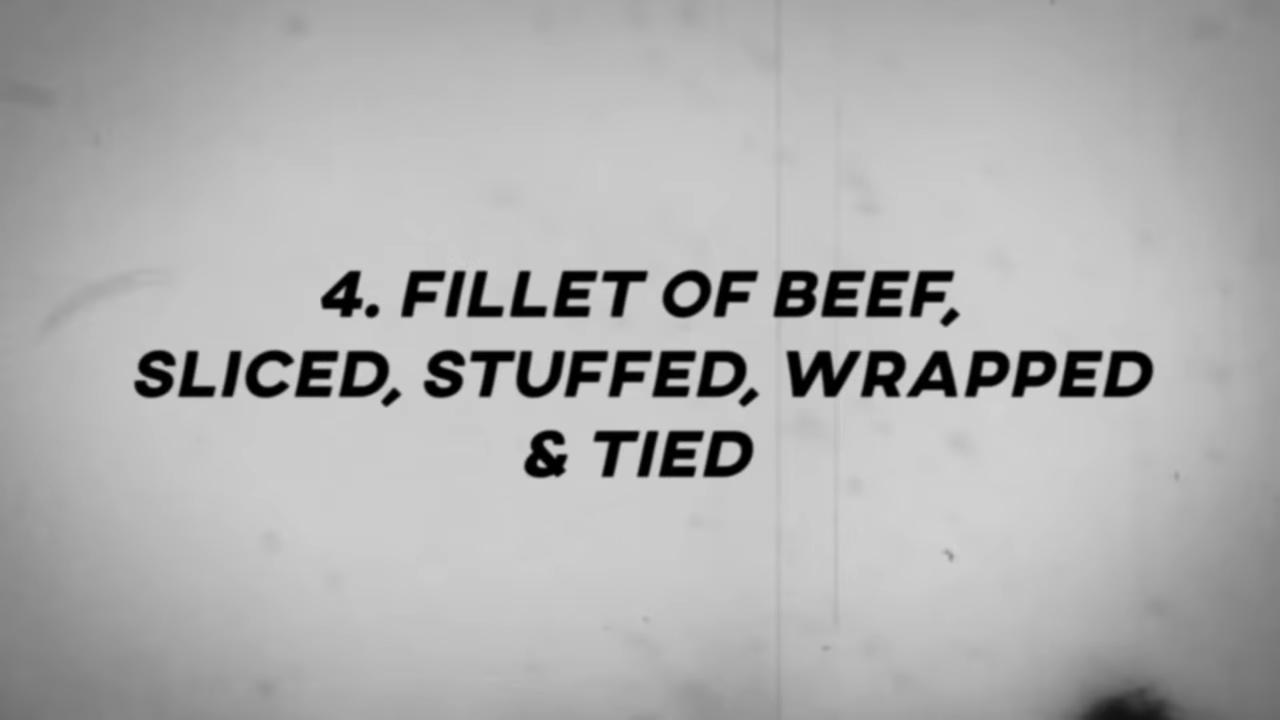 4. FILLET OF BEEF,
SLICED, STUFFED, WRAPPED
& TIED